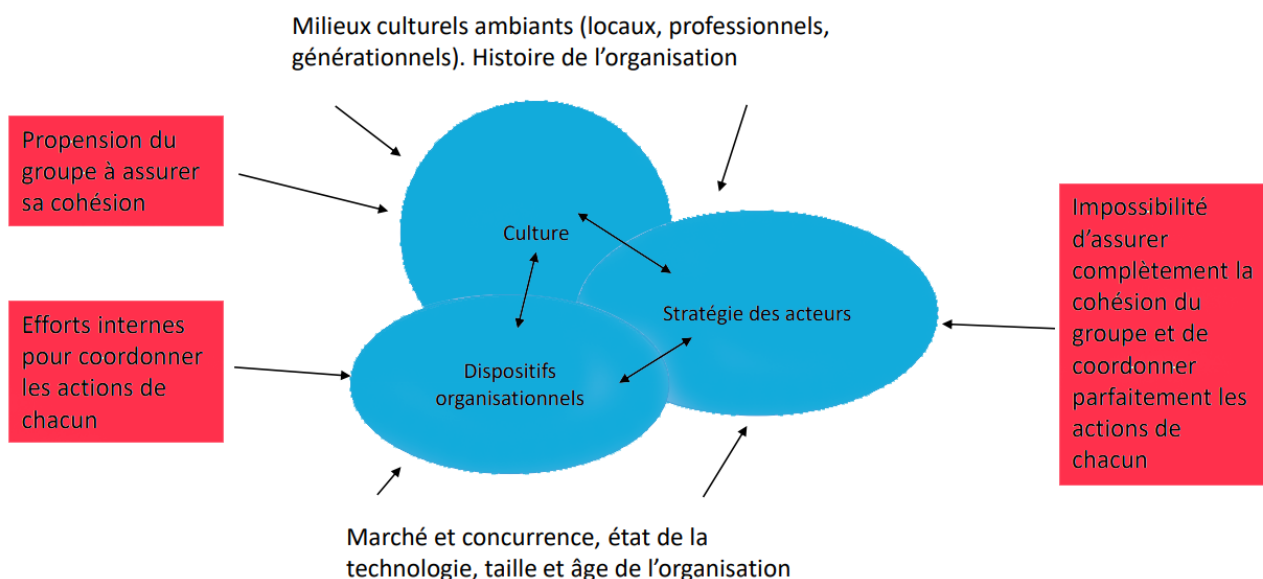 Milieux culturels ambiants (locaux, professionnels,
générationnels). Histoire de l'organisation
Propension du
groupe à assurer
sa cohésion
Culture
Impossibilité
d'assurer
complètement la
cohésion du
groupe et de
coordonner
parfaitement les
actions de
chacun
Stratégie des acteurs
Efforts internes
pour coordonner
les actions de
chacun
Dispositifs
organisationnels
Marché et concurrence, état de la
technologie, taille et âge de l'organisation